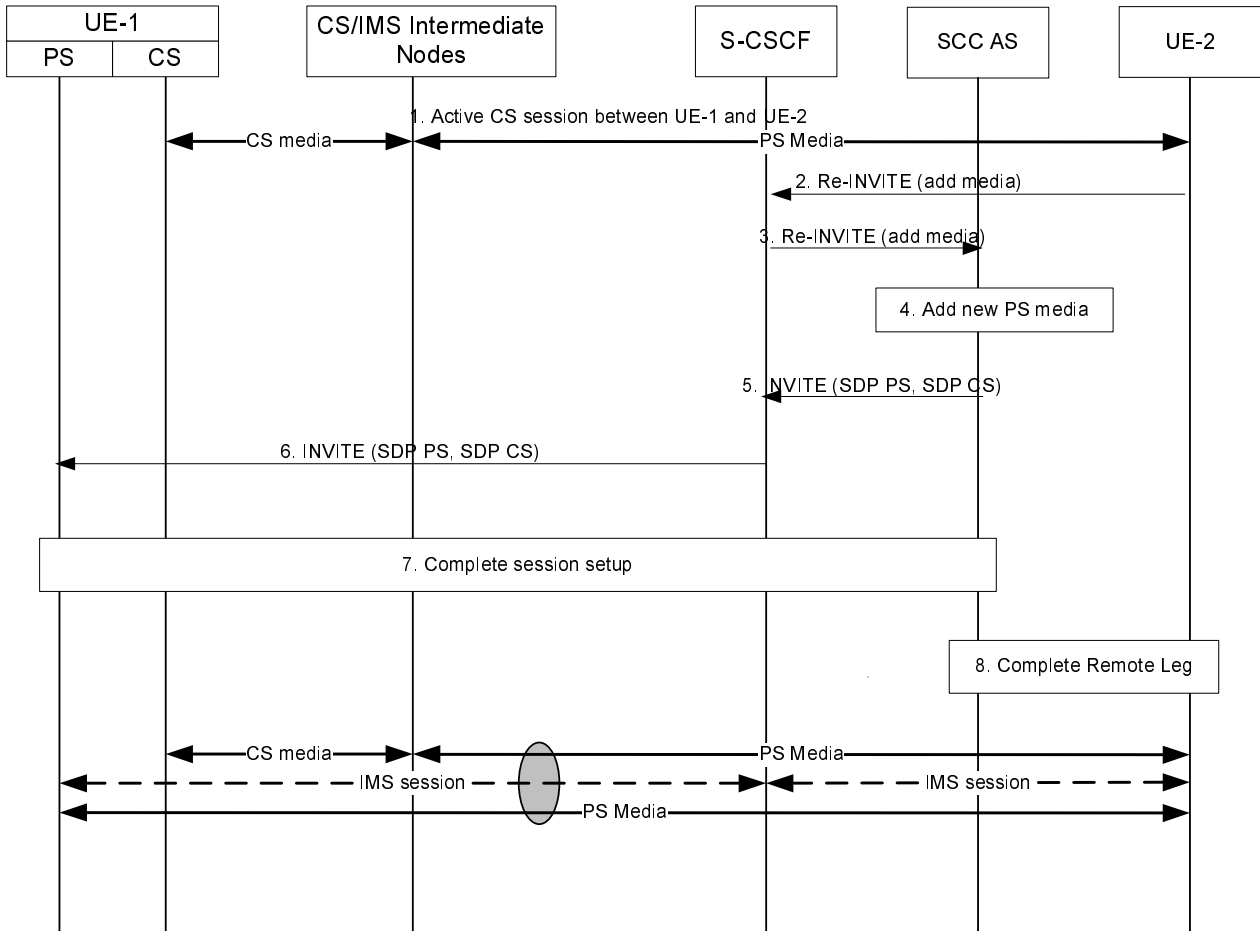 UE-1
PS
CS
CS/IMS Intermediate
Nodes
S-CSCF
SCC AS
UE-2
1. Active CS session between UE-1 and UE-2
CS media
PS Media
2. Re-INVITE (add media)
3. Re-INVITE (add media)
4. Add new PS media
5. INVITE (SDP PS, SDP CS)
6. INVITE (SDP PS, SDP CS)
7. Complete session setup
8. Complete Remote Leg
CS media
PS Media
IMS session
IMS session
PS Media